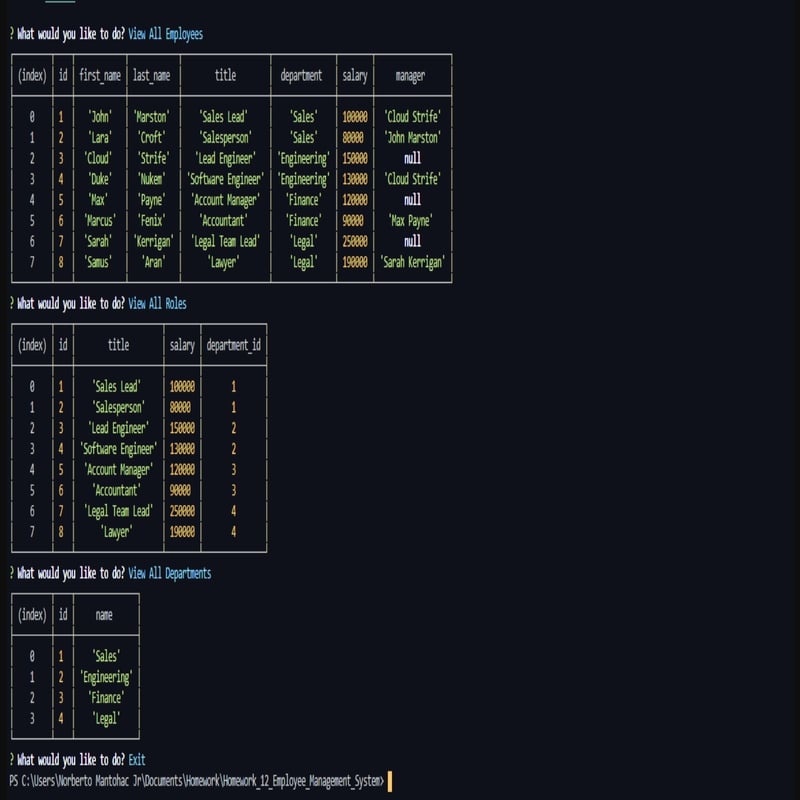 ? What would you like to do? View All Employees
(index) id first_name last_name title department salary manager
0 1 'John' 'Marston' 'Sales Lead' 'Sales' 100000 'Cloud Strife'
1 2 'Lara' 'Croft' 'Salesperson' 'Sales' 80000 'John Marston'
2 3 'Cloud' 'Strife' 'Lead Engineer' 'Engineering' 150000 null
3 4 'Duke' 'Nukem' 'Software Engineer' 'Engineering' 130000 'Cloud Strife'
4 5 'Max' 'Payne' 'Account Manager' 'Finance' 120000 null
5 6 'Marcus' 'Fenix' 'Accountant' 'Finance' 90000 'Max Payne'
6 7 'Sarah' 'Kerrigan' 'Legal Team Lead' 'Legal' 250000 null
7 8 'Samus' 'Aran' 'Lawyer' 'Legal' 190000 'Sarah Kerrigan'
? What would you like to do? View All Roles
(index) id title salary department_id
0 1 'Sales Lead' 100000 1
1 2 'Salesperson' 80000 1
2 3 'Lead Engineer' 150000 2
3 4 'Software Engineer' 130000 2
4 5 'Account Manager' 120000 3
5 6 'Accountant' 90000 3
6 7 'Legal Team Lead' 250000 4
7 8 'Lawyer' 190000 4
? What would you like to do? View All Departments
(index) id name
0 1 'Sales'
1 2 'Engineering'
2 3 'Finance'
3 4 'Legal'
? What would you like to do? Exit
PS C:\Users\Norberto Mantohac Jr\Documents\Homework\Homework_12_Employee_Management_System>